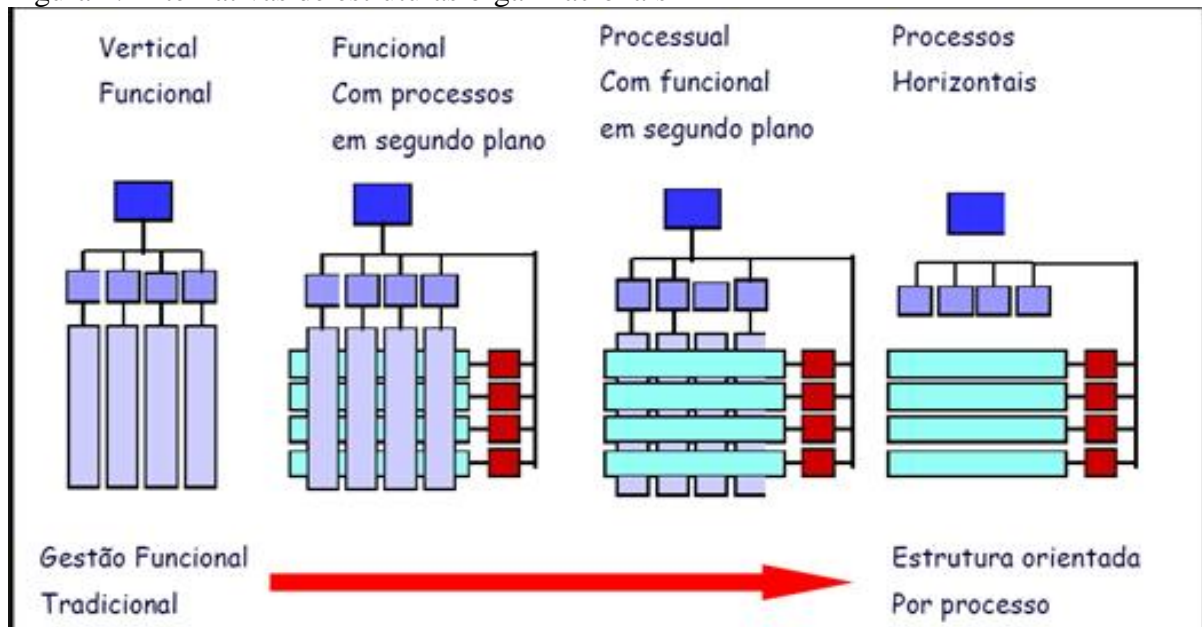 Vertical
Funcional
Funcional
Com processos
em segundo plano
Processual
Com funcional
em segundo plano
Processos
Horizontais
Gestão Funcional
Tradicional
Estrutura orientada
Por processo